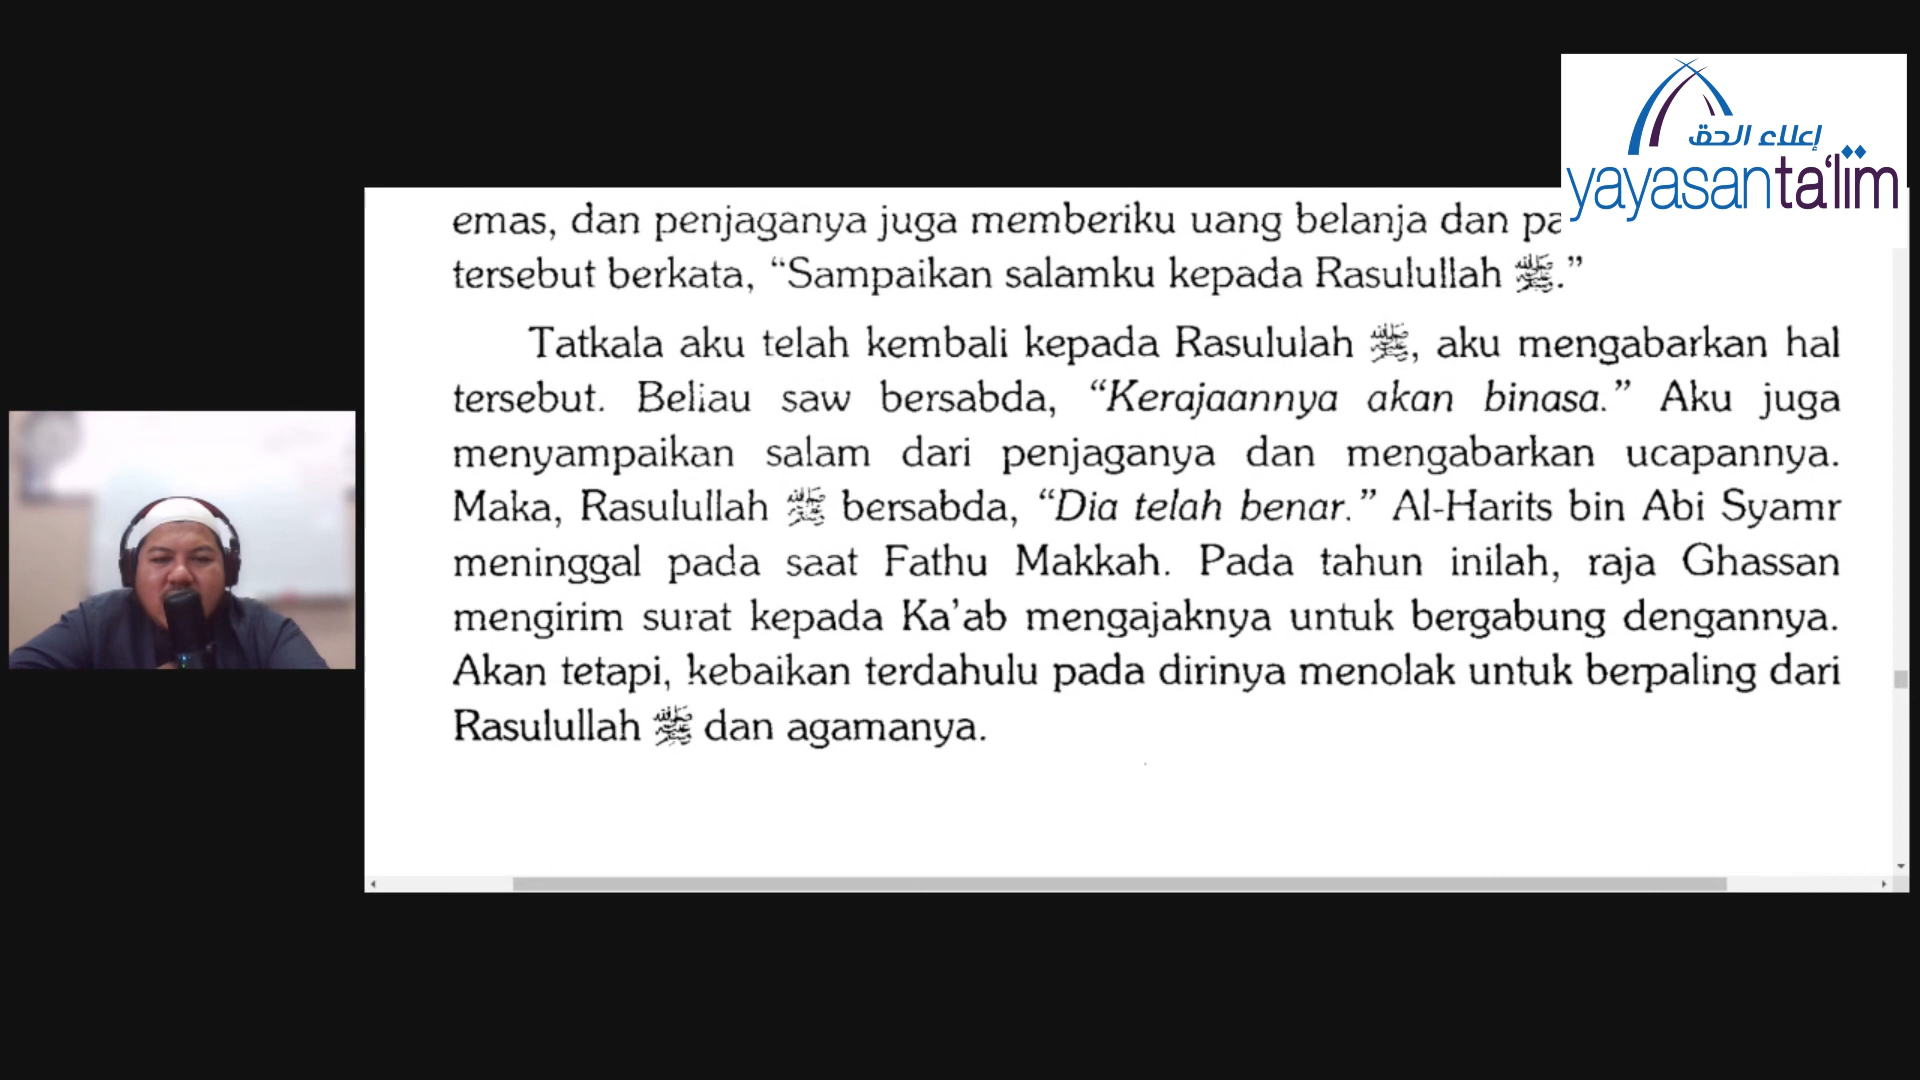 إعلاء الحق
yayasanta'lim
emas, dan penjaganya juga memberiku uang belanja dan
tersebut berkata, “Sampaikan salamku kepada Rasulullah ﷺ.”
Tatkala aku telah kembali kepada Rasululah ﷺ, aku mengabarkan hal
tersebut. Beliau saw bersabda, “Kerajaannya akan binasa.” Aku juga
menyampaikan salam dari penjaganya dan mengabarkan ucapannya.
Maka, Rasulullah ﷺ bersabda, “Dia telah benar.” Al-Harits bin Abi Syamr
meninggal pada saat Fathu Makkah. Pada tahun inilah, raja Ghassan
mengirim surat kepada Ka’ab mengajaknya untuk bergabung dengannya.
Akan tetapi, kebaikan terdahulu pada dirinya menolak untuk berpaling dari
Rasulullah ﷺ dan agamanya.